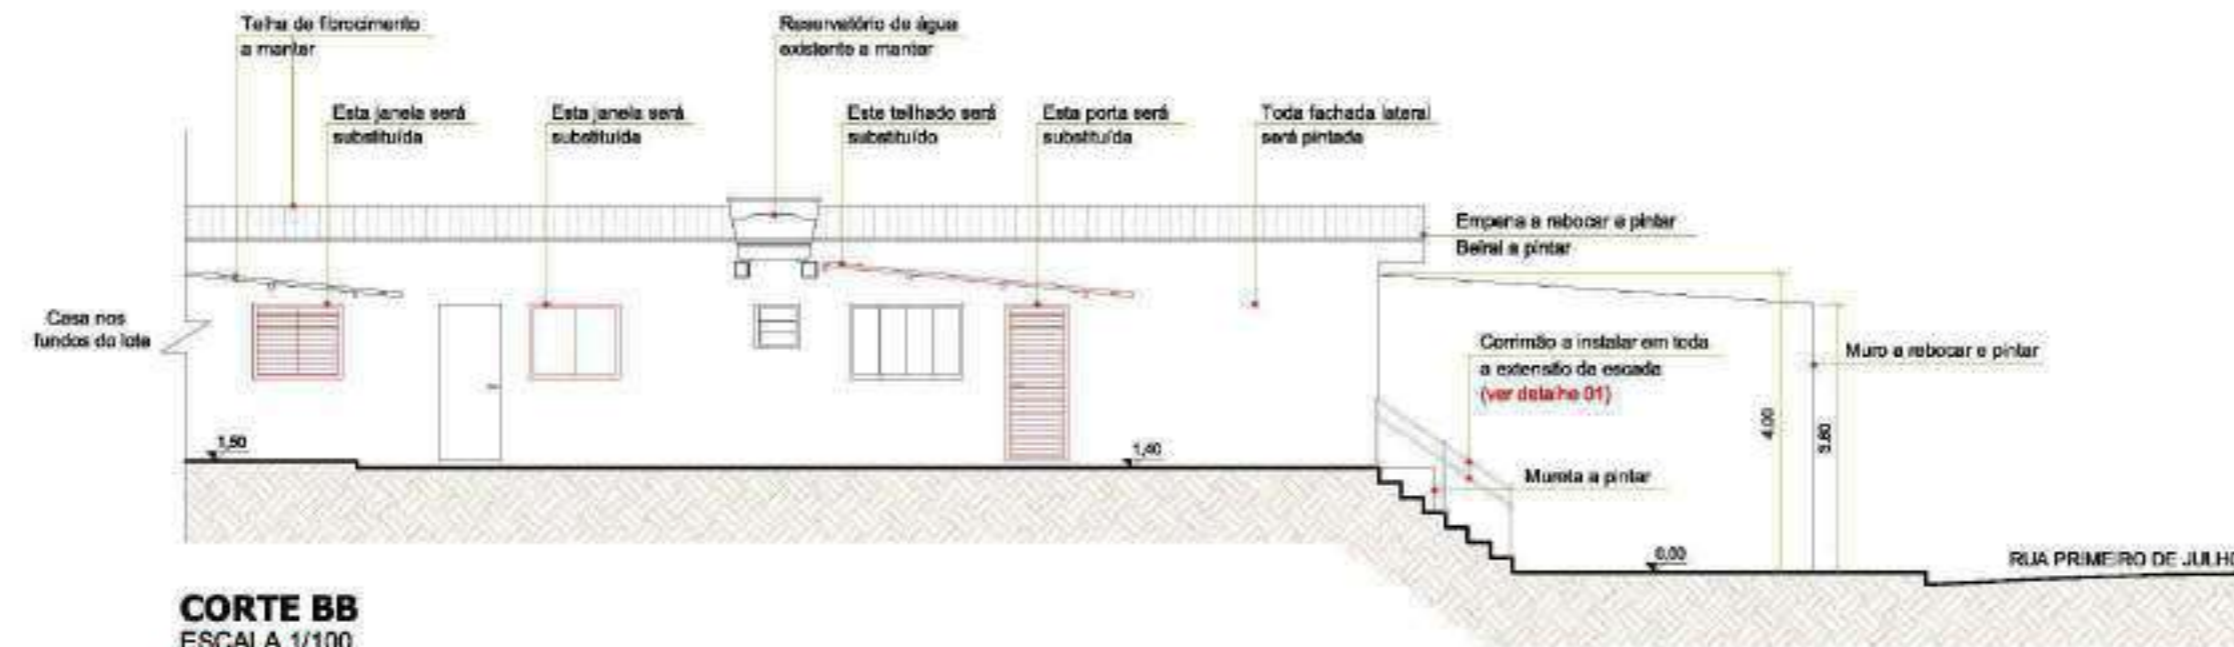 Telha de fibrocimento
a manter
Reservatório de água
existente a manter
Esta janela será
substituída
Esta janela será
substituída
Este telhado será
substituído
Esta porta será
substituída
Toda fachada lateral
será pintada
Empena a rebocar e pintar
Beiral a pintar
Casa nos
fundos do lote
Corrimão a instalar em toda
a extensão da escada
(ver detalhe 01)
Muro a rebocar e pintar
4.00
3.60
1,50
1,40
Mureta a pintar
0,00
RUA PRIMEIRO DE JULHO
CORTE BB
ESCALA 1/100